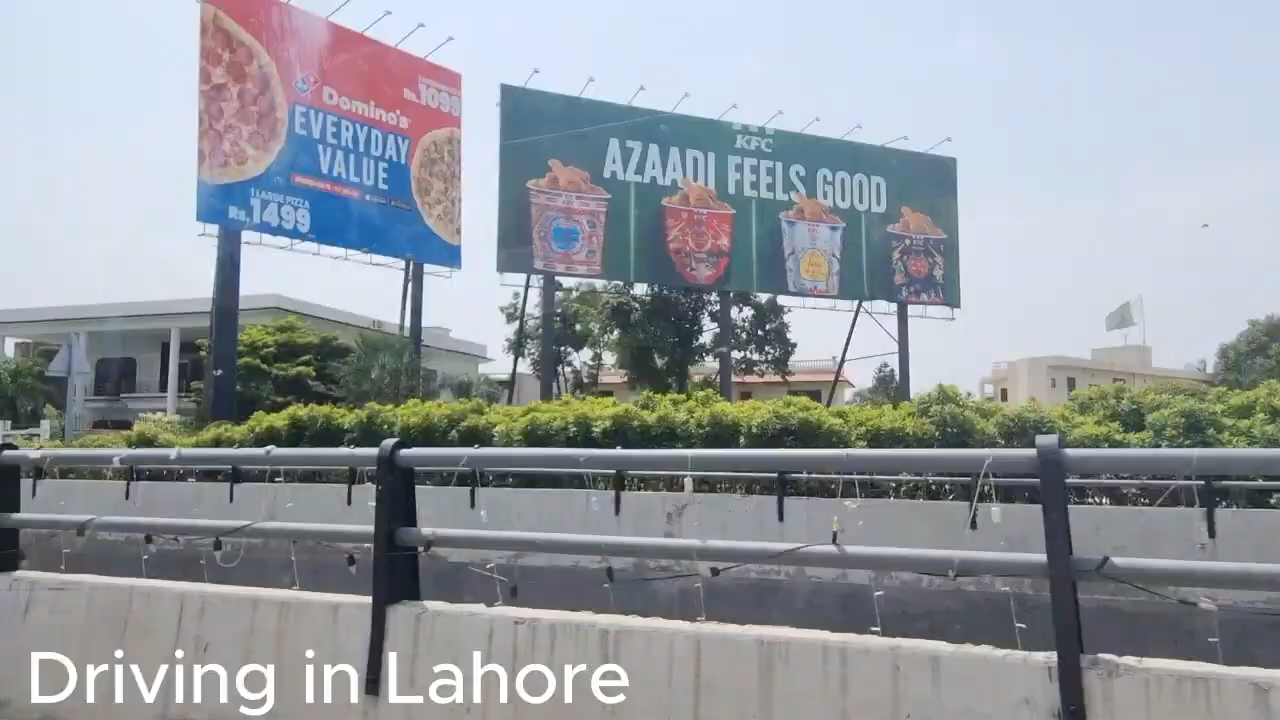 Domino's
EVERYDAY
VALUE
Rs.1099
1 LARGE PIZZA
Rs.1499
KFC
AZAADI FEELS GOOD
Driving in Lahore